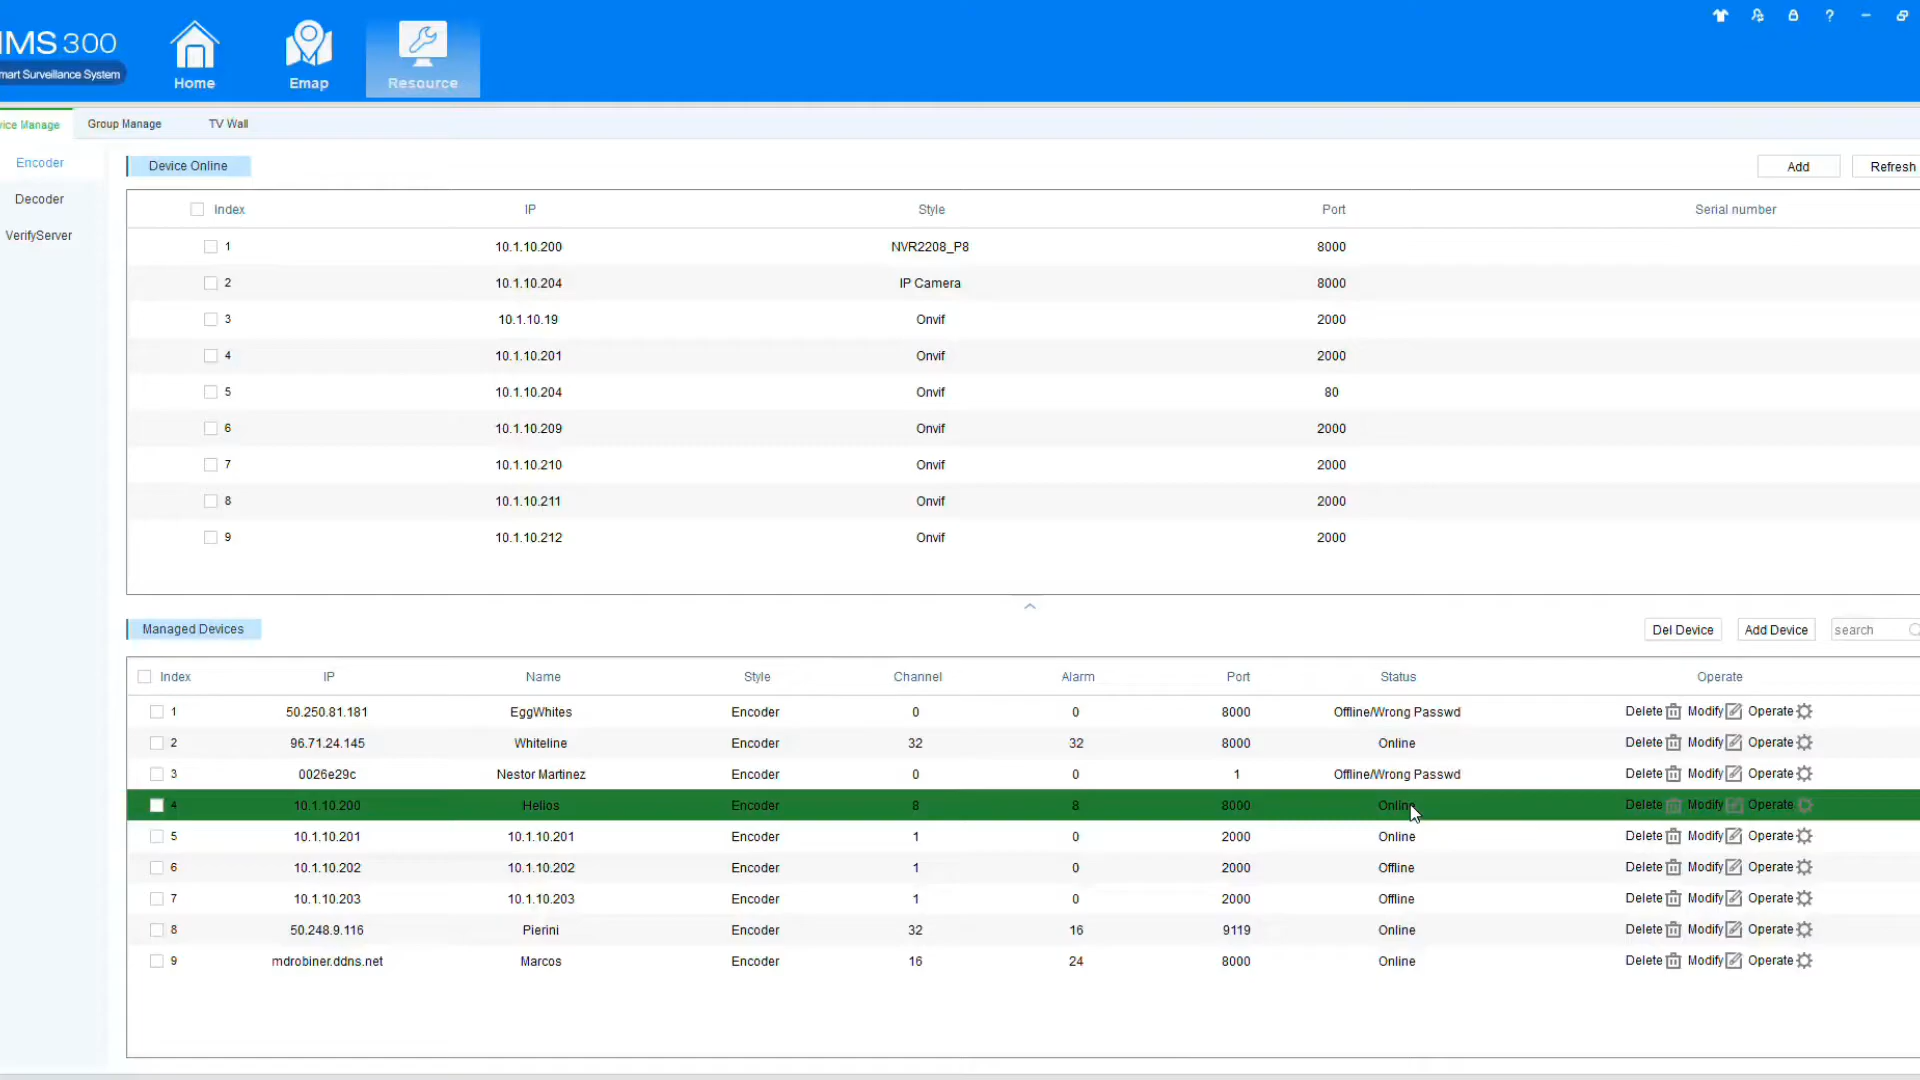 IMS 300
mart Surveillance System
Home
Emap
Resource
vice Manage
Group Manage
TV Wall
Encoder
Decoder
VerifyServer
Device Online
Add
Refresh
Index IP Style Port Serial number
1 10.1.10.200 NVR2208_P8 8000
2 10.1.10.204 IP Camera 8000
3 10.1.10.19 Onvif 2000
4 10.1.10.201 Onvif 2000
5 10.1.10.204 Onvif 80
6 10.1.10.209 Onvif 2000
7 10.1.10.210 Onvif 2000
8 10.1.10.211 Onvif 2000
9 10.1.10.212 Onvif 2000
Managed Devices
Del Device
Add Device
search
Index IP Name Style Channel Alarm Port Status Operate
1 50.250.81.181 EggWhites Encoder 0 0 8000 Offline/Wrong Passwd Delete Modify Operate
2 96.71.24.145 Whiteline Encoder 32 32 8000 Online Delete Modify Operate
3 0026e29c Nestor Martinez Encoder 0 0 1 Offline/Wrong Passwd Delete Modify Operate
4 10.1.10.200 Helios Encoder 8 8 8000 Online Delete Modify Operate
5 10.1.10.201 10.1.10.201 Encoder 1 0 2000 Online Delete Modify Operate
6 10.1.10.202 10.1.10.202 Encoder 1 0 2000 Offline Delete Modify Operate
7 10.1.10.203 10.1.10.203 Encoder 1 0 2000 Offline Delete Modify Operate
8 50.248.9.116 Pierini Encoder 32 16 9119 Online Delete Modify Operate
9 mdrobiner.ddns.net Marcos Encoder 16 24 8000 Online Delete Modify Operate